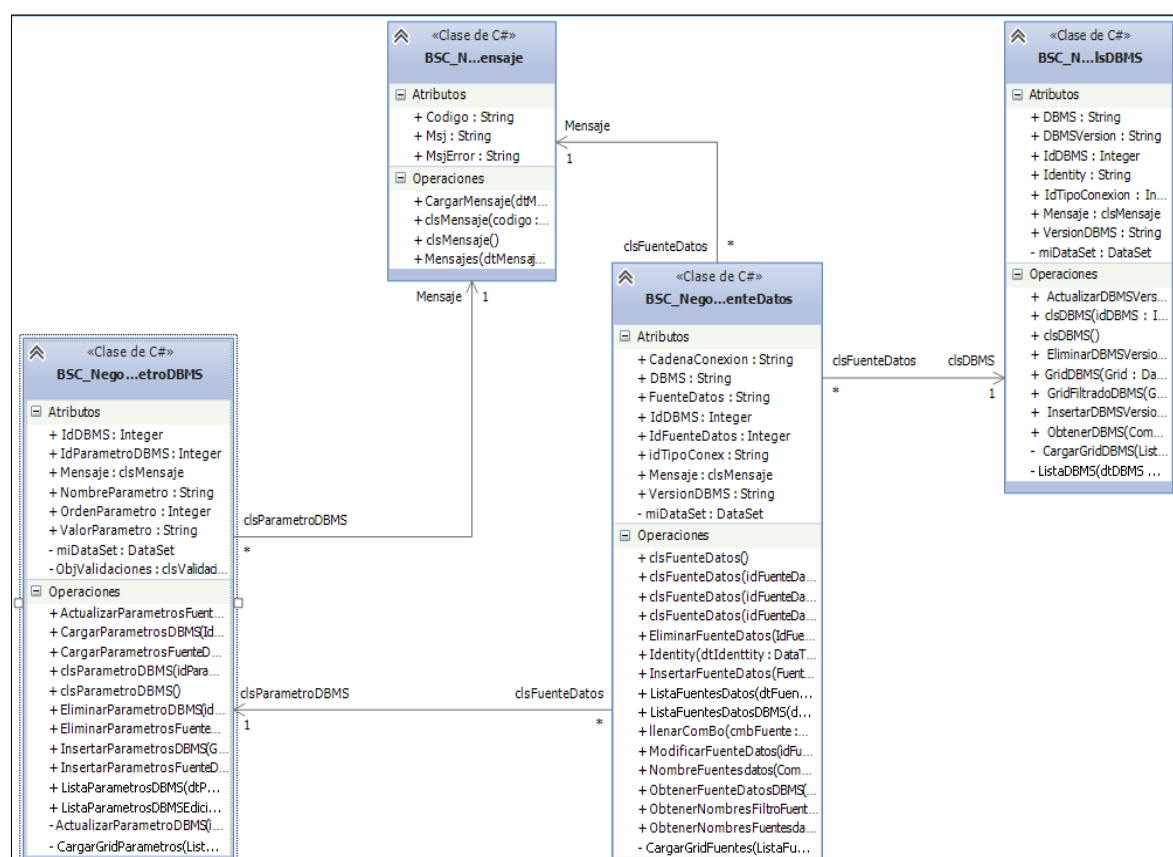 «Clase de C#»
BSC_N...ensaje
Atributos
+ Codigo : String
+ Msj : String
+ MsjError : String
Operaciones
+ CargarMensaje(dtM...
+ clsMensaje(codigo :...
+ clsMensaje()
+ Mensajes(dtMensaj...
«Clase de C#»
BSC_N...lsDBMS
Atributos
+ DBMS : String
+ DBMSVersion : String
+ IdDBMS : Integer
+ Identity : String
+ IdTipoConexion : In...
+ Mensaje : clsMensaje
+ VersionDBMS : String
- miDataSet : DataSet
Operaciones
+ ActualizarDBMSVers...
+ clsDBMS(idDBMS : I...
+ clsDBMS()
+ EliminarDBMSVersio...
+ GridDBMS(Grid : Da...
+ GridFiltradoDBMS(G...
+ InsertarDBMSVersio...
+ ObtenerDBMS(Com...
- CargarGridDBMS(List...
- ListaDBMS(dtDBMS ...
Mensaje
1
clsFuenteDatos
*
Mensaje
1
«Clase de C#»
BSC_Nego...enteDatos
Atributos
+ CadenaConexion : String
+ DBMS : String
+ FuenteDatos : String
+ IdDBMS : Integer
+ IdFuenteDatos : Integer
+ idTipoConex : String
+ Mensaje : clsMensaje
+ VersionDBMS : String
- miDataSet : DataSet
Operaciones
+ clsFuenteDatos()
+ clsFuenteDatos(idFuenteDa...
+ clsFuenteDatos(idFuenteDa...
+ clsFuenteDatos(idFuenteDa...
+ EliminarFuenteDatos(IdFue...
+ Identity(dtIdenttity : DataT...
+ InsertarFuenteDatos(Fuent...
+ ListaFuentesDatos(dtFuen...
+ ListaFuentesDatosDBMS(d...
+ llenarComBo(cmbFuente :...
+ ModificarFuenteDatos(idFu...
+ NombreFuentesdatos(Com...
+ ObtenerFuenteDatosDBMS(...
+ ObtenerNombresFiltroFuent...
+ ObtenerNombresFuentesda...
- CargarGridFuentes(ListaFu...
clsFuenteDatos
*
clsDBMS
1
«Clase de C#»
BSC_Nego...etroDBMS
Atributos
+ IdDBMS : Integer
+ IdParametroDBMS : Integer
+ Mensaje : clsMensaje
+ NombreParametro : String
+ OrdenParametro : Integer
+ ValorParametro : String
- miDataSet : DataSet
- ObjValidaciones : clsValidad...
Operaciones
+ ActualizarParametrosFuent...
+ CargarParametrosDBMS(Id...
+ CargarParametrosFuenteD...
+ clsParametroDBMS(idPara...
+ clsParametroDBMS()
+ EliminarParametroDBMS(id...
+ EliminarParametrosFuente...
+ InsertarParametrosDBMS(G...
+ InsertarParametrosFuenteD...
+ ListaParametrosDBMS(dtP...
+ ListaParametrosDBMSEdici...
- ActualizarParametroDBMS(i...
- CargarGridParametros(List...
clsParametroDBMS
*
clsParametroDBMS
1
clsFuenteDatos
*